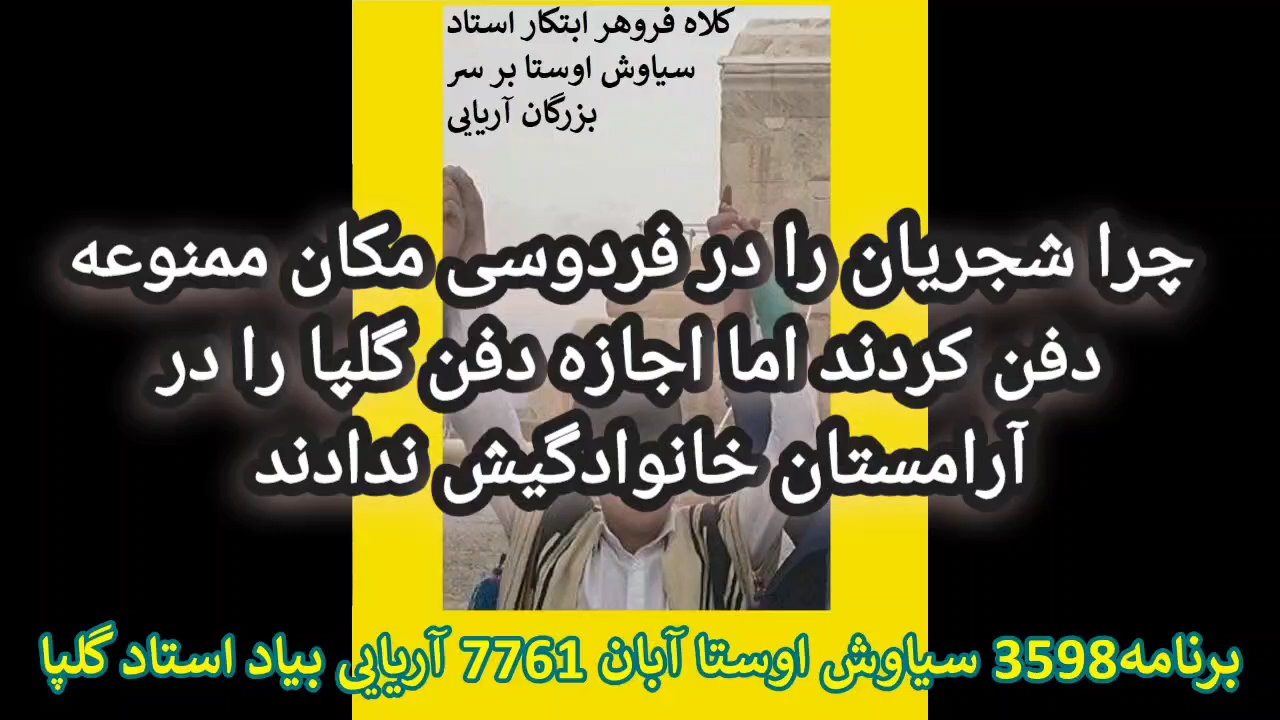 کلاه فروهر ابتکار استاد
سیاوش اوستا بر سر
بزرگان آریایی
چرا شجریان را در فردوسی مکان ممنوعه
دفن کردند اما اجازه دفن گلپا را در
آرامستان خانوادگیش ندادند
برنامه3598 سیاوش اوستا آبان 7761 آریایی بیاد استاد گلپا